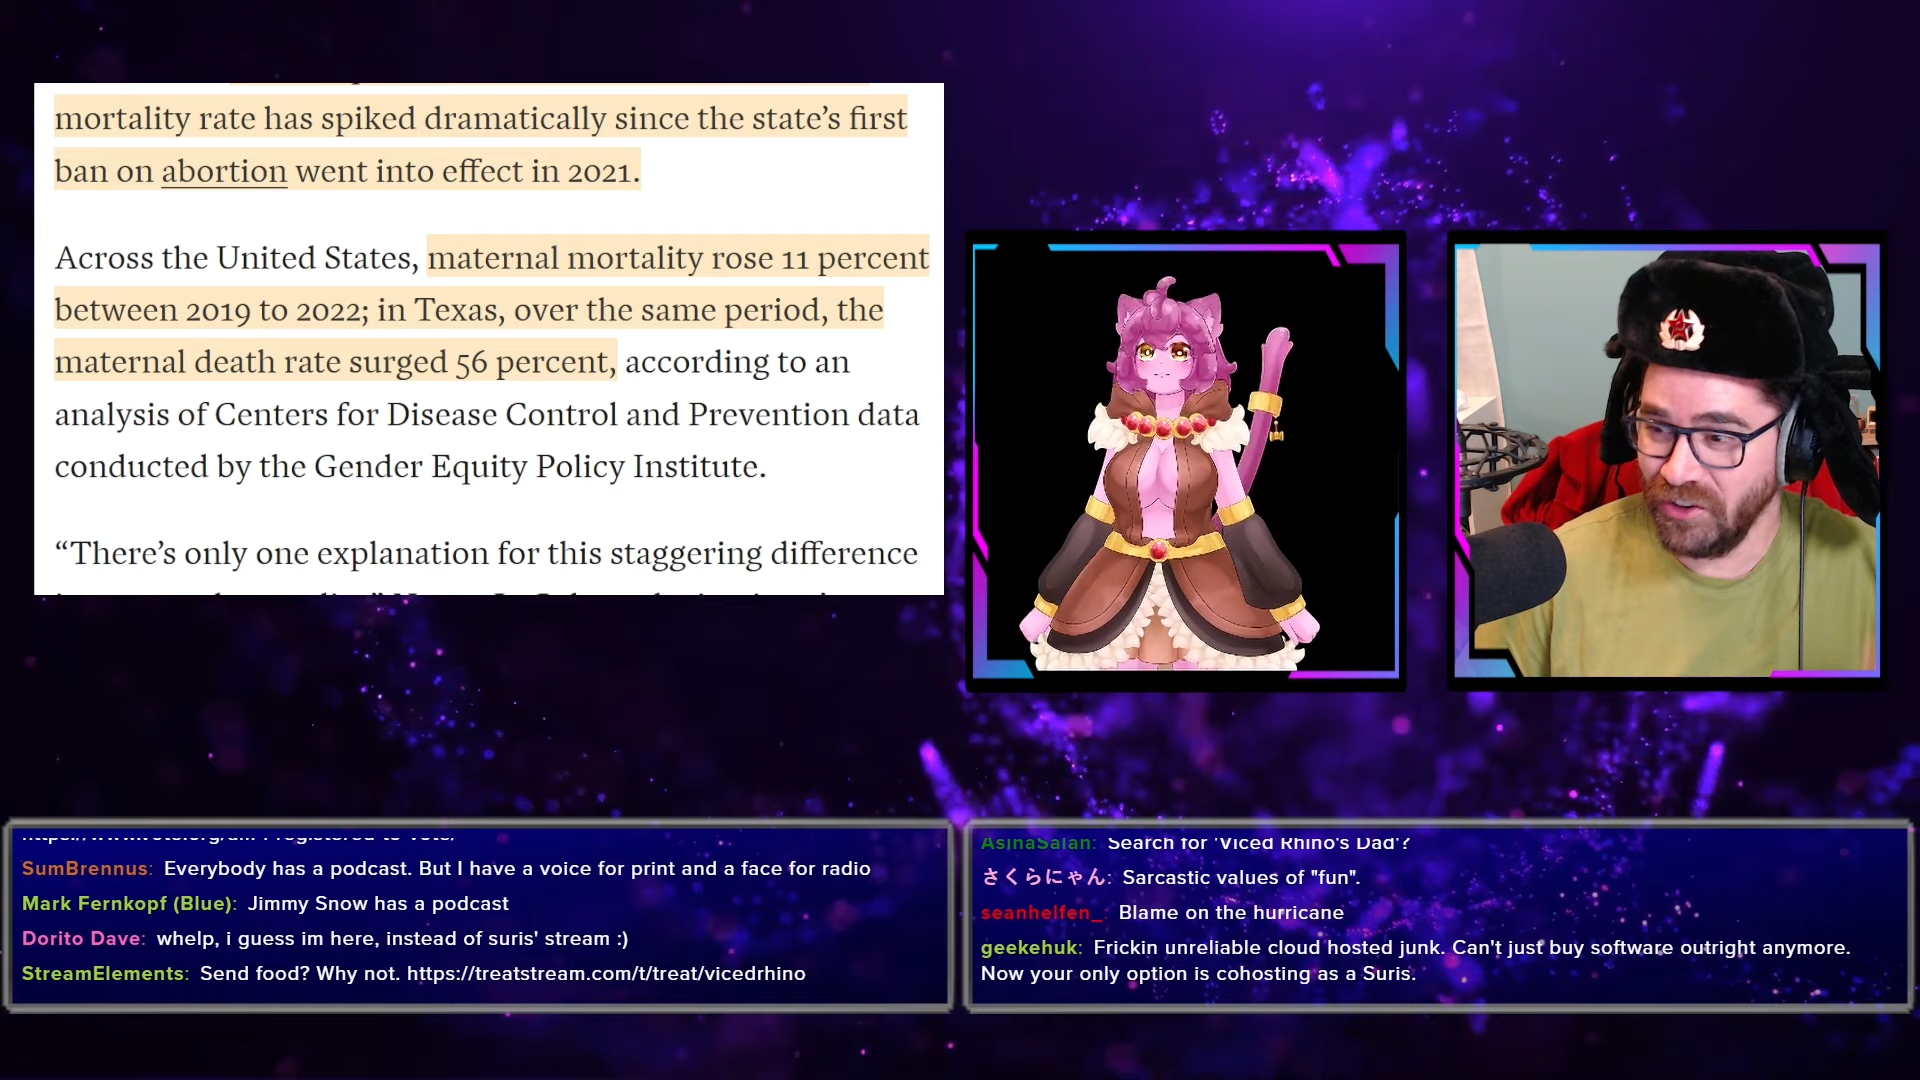 mortality rate has spiked dramatically since the state’s first
ban on abortion went into effect in 2021.
Across the United States, maternal mortality rose 11 percent
between 2019 to 2022; in Texas, over the same period, the
maternal death rate surged 56 percent, according to an
analysis of Centers for Disease Control and Prevention data
conducted by the Gender Equity Policy Institute.
“There’s only one explanation for this staggering difference
SumBrennus: Everybody has a podcast. But I have a voice for print and a face for radio
Mark Fernkopf (Blue): Jimmy Snow has a podcast
Dorito Dave: whelp, i guess im here, instead of suris' stream :)
StreamElements: Send food? Why not. https://treatstream.com/t/treat/vicedrhino
Search for 'Viced Rhino's Dad'?
さくらにゃん: Sarcastic values of "fun".
seanhelfen_: Blame on the hurricane
geekehuk: Frickin unreliable cloud hosted junk. Can't just buy software outright anymore.
Now your only option is cohosting as a Suris.